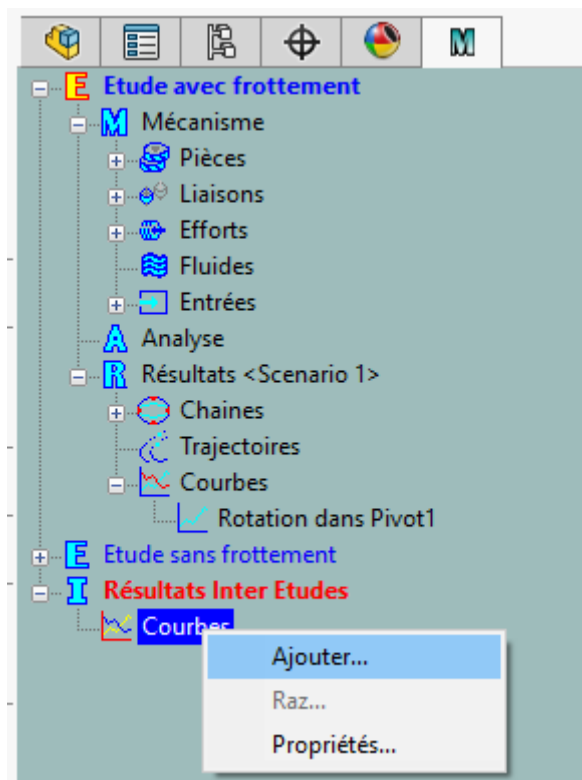 Etude avec frottement
Mécanisme
Pièces
Liaisons
Efforts
Fluides
Entrées
Analyse
Résultats <Scenario 1>
Chaines
Trajectoires
Courbes
Rotation dans Pivot1
Etude sans frottement
Résultats Inter Etudes
Courbes
Ajouter...
Raz...
Propriétés...